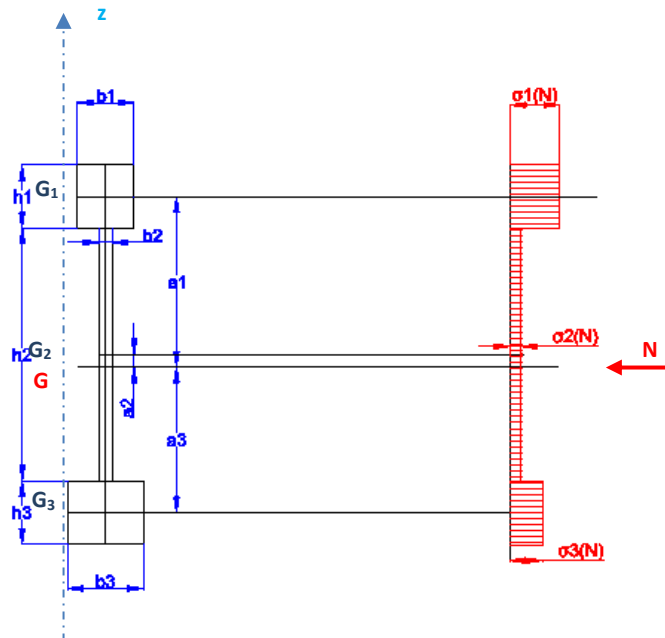 z
b1
σ1(N)
G₁
h1
b2
a1
G₂
h2
σ2(N)
N
G
a2
a3
G₃
h3
σ3(N)
b3